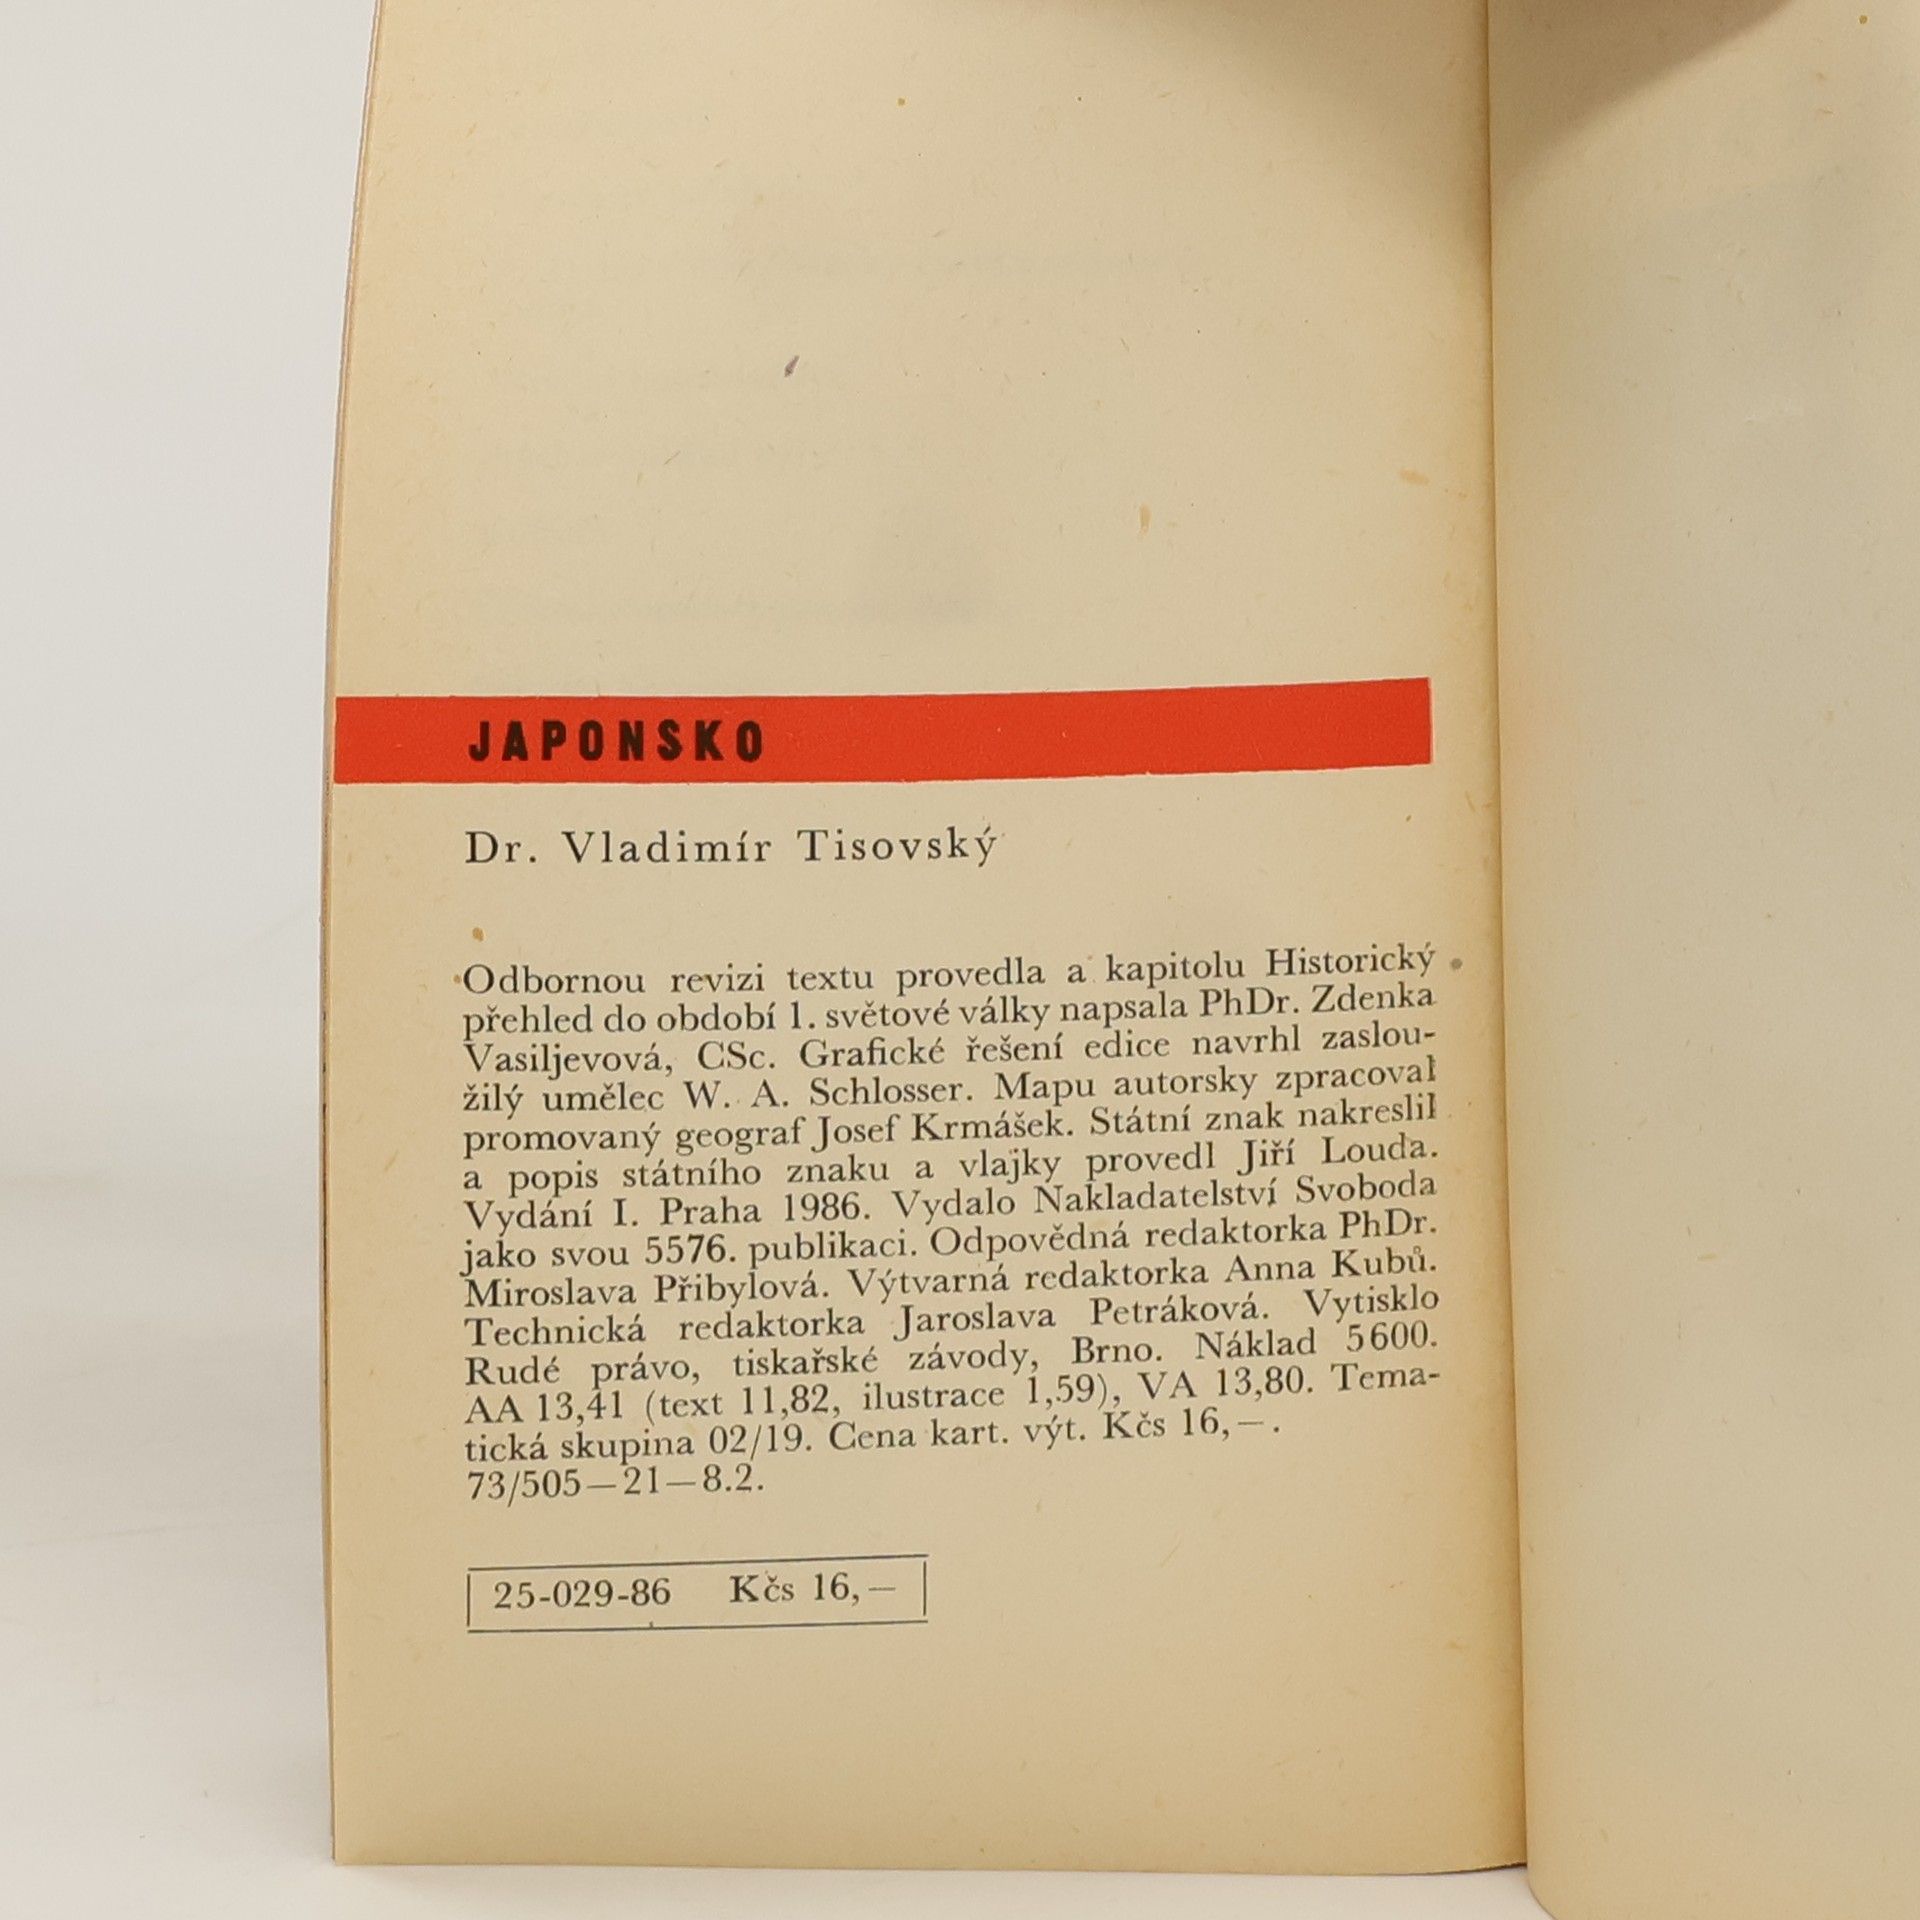 JAPONSKO
Dr. Vladimír Tisovský
Odbornou revizi textu provedla a kapitolu Historický
přehled do období 1. světové války napsala PhDr. Zdenka
Vasiljevová, CSc. Grafické řešení edice navrhl zaslou-
žilý umělec W. A. Schlosser. Mapu autorsky zpracoval
promovaný geograf Josef Krmášek. Státní znak nakreslil
a popis státního znaku a vlajky provedl Jiří Louda.
Vydání I. Praha 1986. Vydalo Nakladatelství Svoboda
jako svou 5576. publikaci. Odpovědná redaktorka PhDr.
Miroslava Přibylová. Výtvarná redaktorka Anna Kubů.
Technická redaktorka Jaroslava Petráková. Vytisklo
Rudé právo, tiskařské závody, Brno. Náklad 5600.
AA 13,41 (text 11,82, ilustrace 1,59), VA 13,80. Tema-
tická skupina 02/19. Cena kart. výt. Kčs 16,—.
73/505—21—8.2.
25-029-86 Kčs 16,—